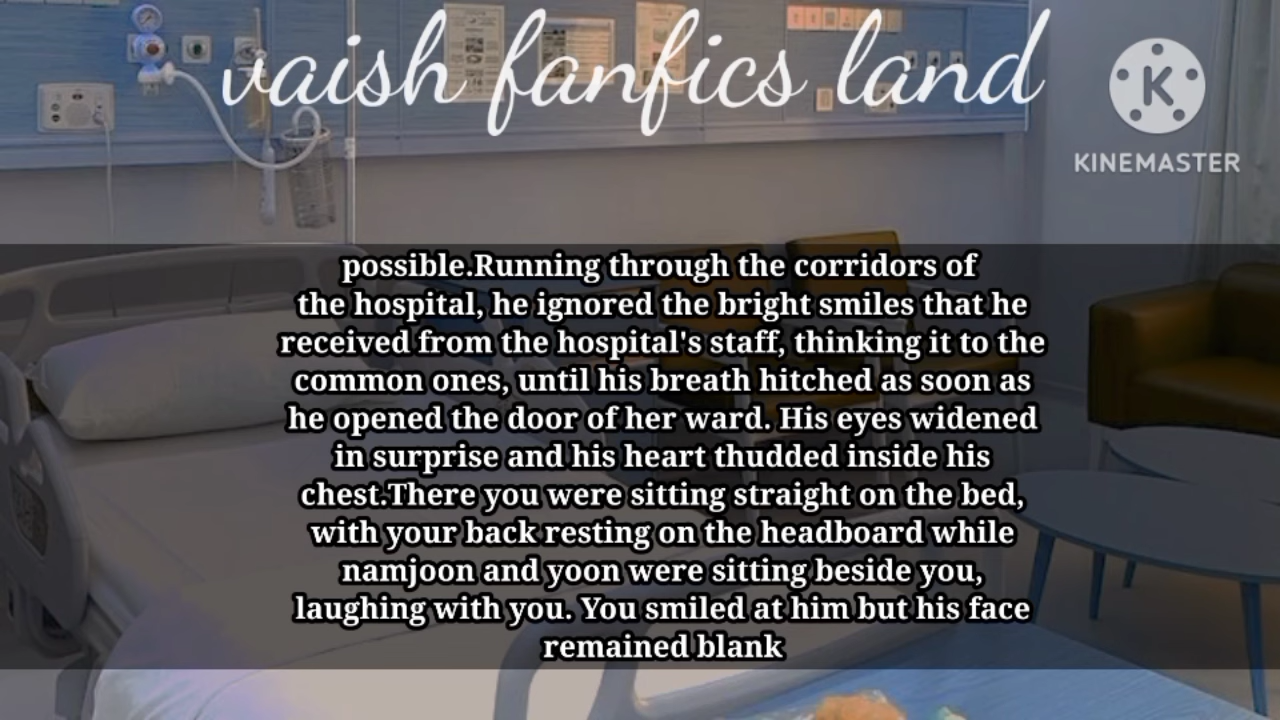 vaish fanfics land
K
KINEMASTER
possible.Running through the corridors of
the hospital, he ignored the bright smiles that he
received from the hospital's staff, thinking it to the
common ones, until his breath hitched as soon as
he opened the door of her ward. His eyes widened
in surprise and his heart thudded inside his
chest.There you were sitting straight on the bed,
with your back resting on the headboard while
namjoon and yoon were sitting beside you,
laughing with you. You smiled at him but his face
remained blank